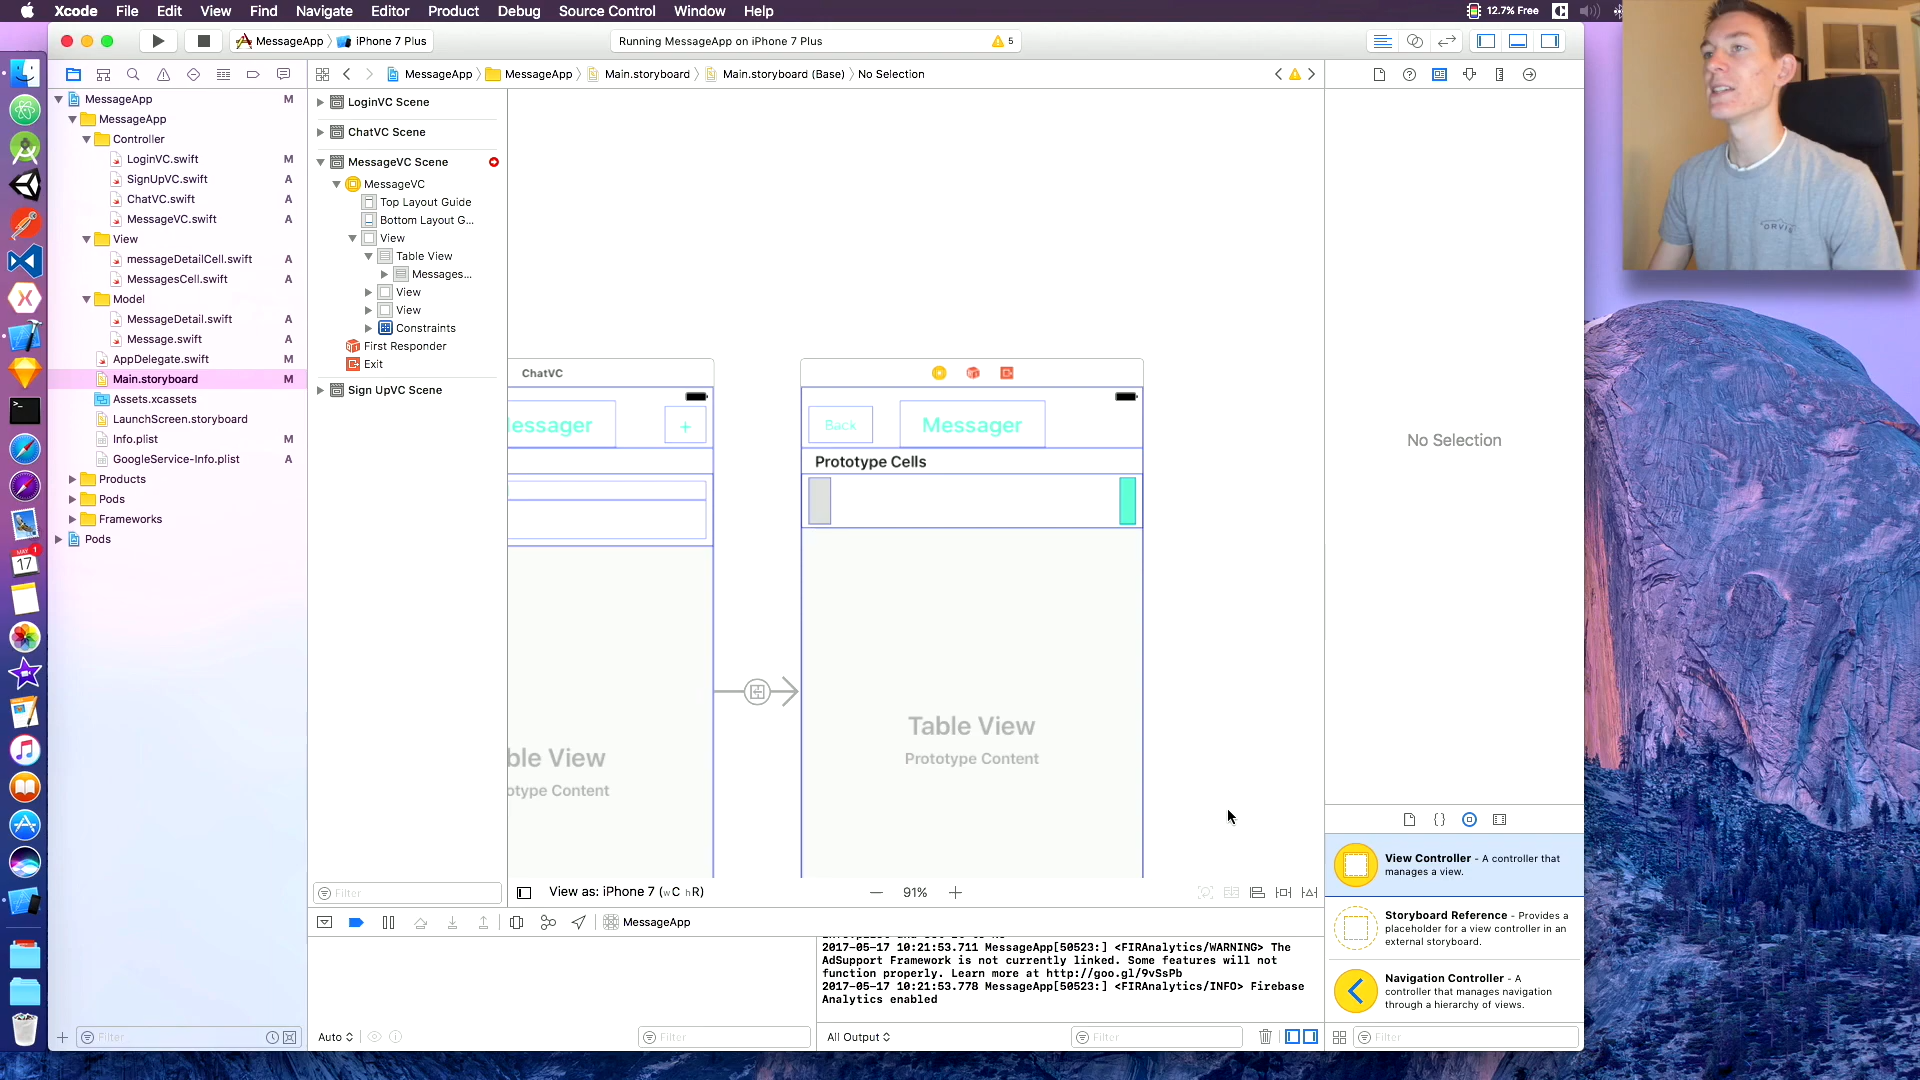 Xcode File Edit View Find Navigate Editor Product Debug Source Control Window Help
12.7% Free
MessageApp iPhone 7 Plus
Running MessageApp on iPhone 7 Plus
5
MessageApp MessageApp Main.storyboard Main.storyboard (Base) No Selection
MessageApp M
MessageApp
Controller
LoginVC.swift M
SignUpVC.swift A
ChatVC.swift A
MessageVC.swift A
View
messageDetailCell.swift A
MessagesCell.swift A
Model
MessageDetail.swift A
Message.swift A
AppDelegate.swift M
Main.storyboard M
Assets.xcassets
LaunchScreen.storyboard
Info.plist M
GoogleService-Info.plist A
Products
Pods
Frameworks
Pods
Filter
MAY
17
1
LoginVC Scene
ChatVC Scene
MessageVC Scene
MessageVC
Top Layout Guide
Bottom Layout G...
View
Table View
Messages...
View
View
Constraints
First Responder
Exit
Sign UpVC Scene
Filter
ChatVC
essager
+
ble View
otype Content
Back
Messager
Prototype Cells
Table View
Prototype Content
View as: iPhone 7 (wC hR)
— 91% +
MessageApp
2017-05-17 10:21:53.711 MessageApp[50523:] <FIRAnalytics/WARNING> The
AdSupport Framework is not currently linked. Some features will not
function properly. Learn more at http://goo.gl/9vSsPb
2017-05-17 10:21:53.778 MessageApp[50523:] <FIRAnalytics/INFO> Firebase
Analytics enabled
Auto
Filter
All Output
Filter
No Selection
View Controller - A controller that
manages a view.
Storyboard Reference - Provides a
placeholder for a view controller in an
external storyboard.
Navigation Controller - A
controller that manages navigation
through a hierarchy of views.
Filter
ORVIS